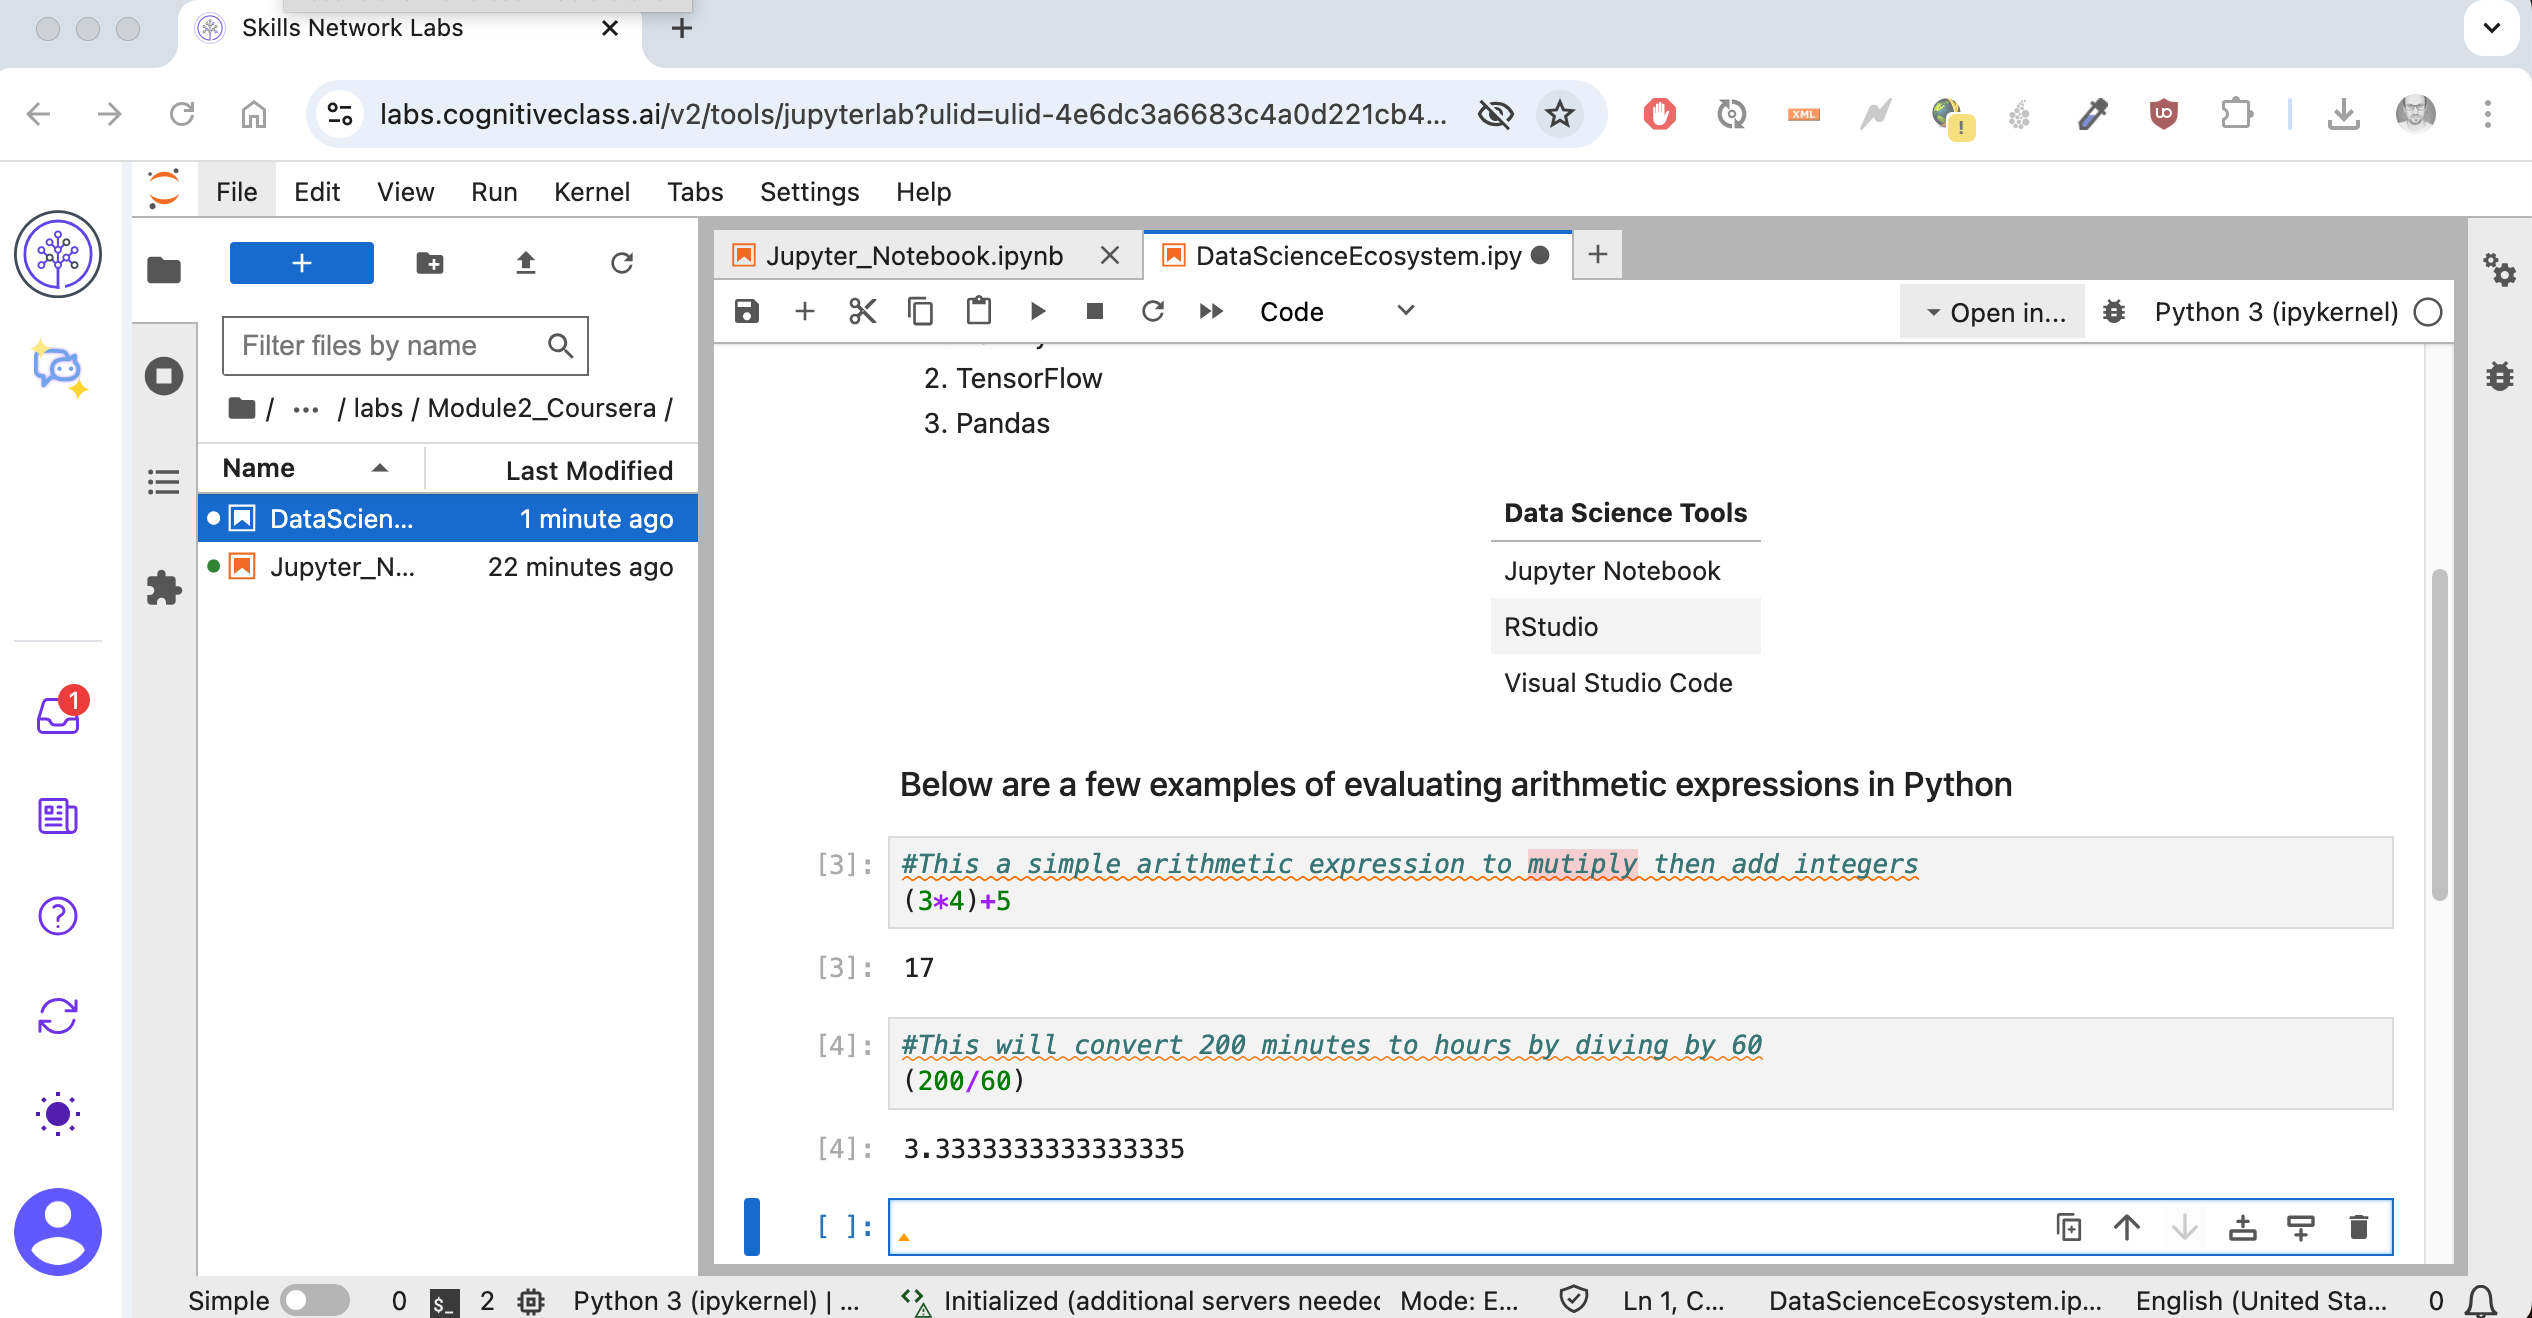 Skills Network Labs
labs.cognitiveclass.ai/v2/tools/jupyterlab?ulid=ulid-4e6dc3a6683c4a0d221cb4...
XML
!
UO
File Edit View Run Kernel Tabs Settings Help
Jupyter_Notebook.ipynb
DataScienceEcosystem.ipy
Code
Open in...
Python 3 (ipykernel)
Filter files by name
/ ... / labs / Module2_Coursera /
Name Last Modified
DataScien... 1 minute ago
Jupyter_N... 22 minutes ago
1
2. TensorFlow
3. Pandas
Data Science Tools
Jupyter Notebook
RStudio
Visual Studio Code
Below are a few examples of evaluating arithmetic expressions in Python
[3]: #This a simple arithmetic expression to mutiply then add integers
(3*4)+5
[3]: 17
[4]: #This will convert 200 minutes to hours by diving by 60
(200/60)
[4]: 3.3333333333333335
[ ]:
Simple 0 $_ 2 Python 3 (ipykernel) | ... Initialized (additional servers needed Mode: E... Ln 1, C... DataScienceEcosystem.ip... English (United Sta... 0